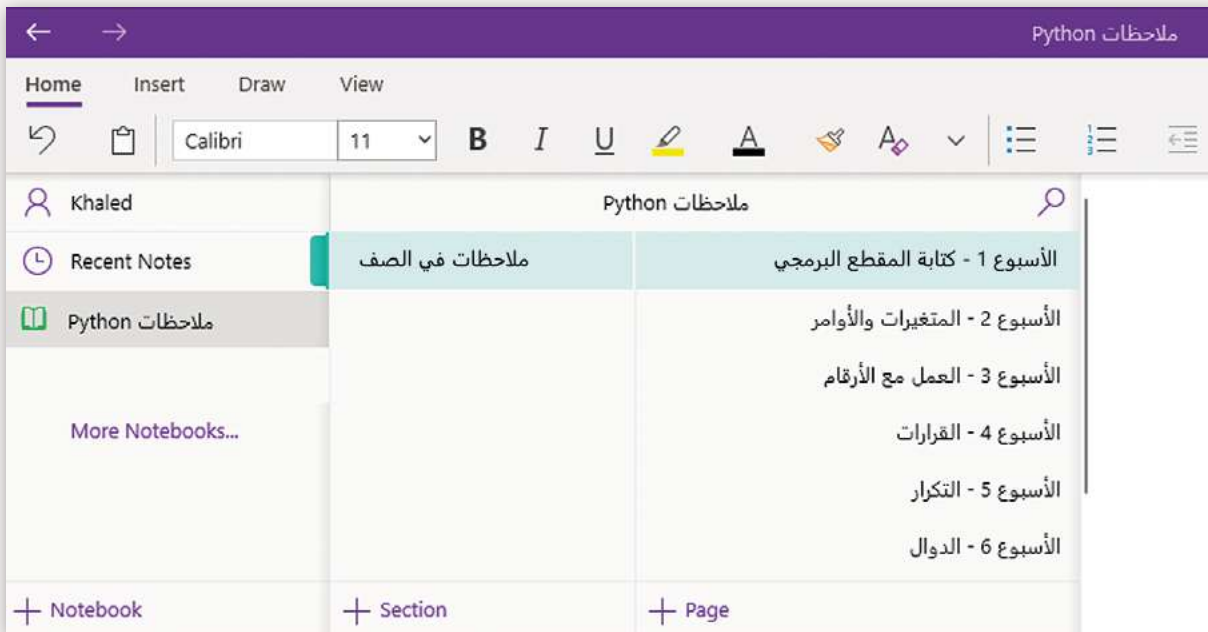 ملاحظات Python
Home Insert Draw View
Calibri 11 B I U A A
Khaled
ملاحظات Python
Recent Notes
ملاحظات في الصف
الأسبوع 1 - كتابة المقطع البرمجي
ملاحظات Python
الأسبوع 2 - المتغيرات والأوامر
الأسبوع 3 - العمل مع الأرقام
More Notebooks...
الأسبوع 4 - القرارات
الأسبوع 5 - التكرار
الأسبوع 6 - الدوال
+ Notebook
+ Section
+ Page